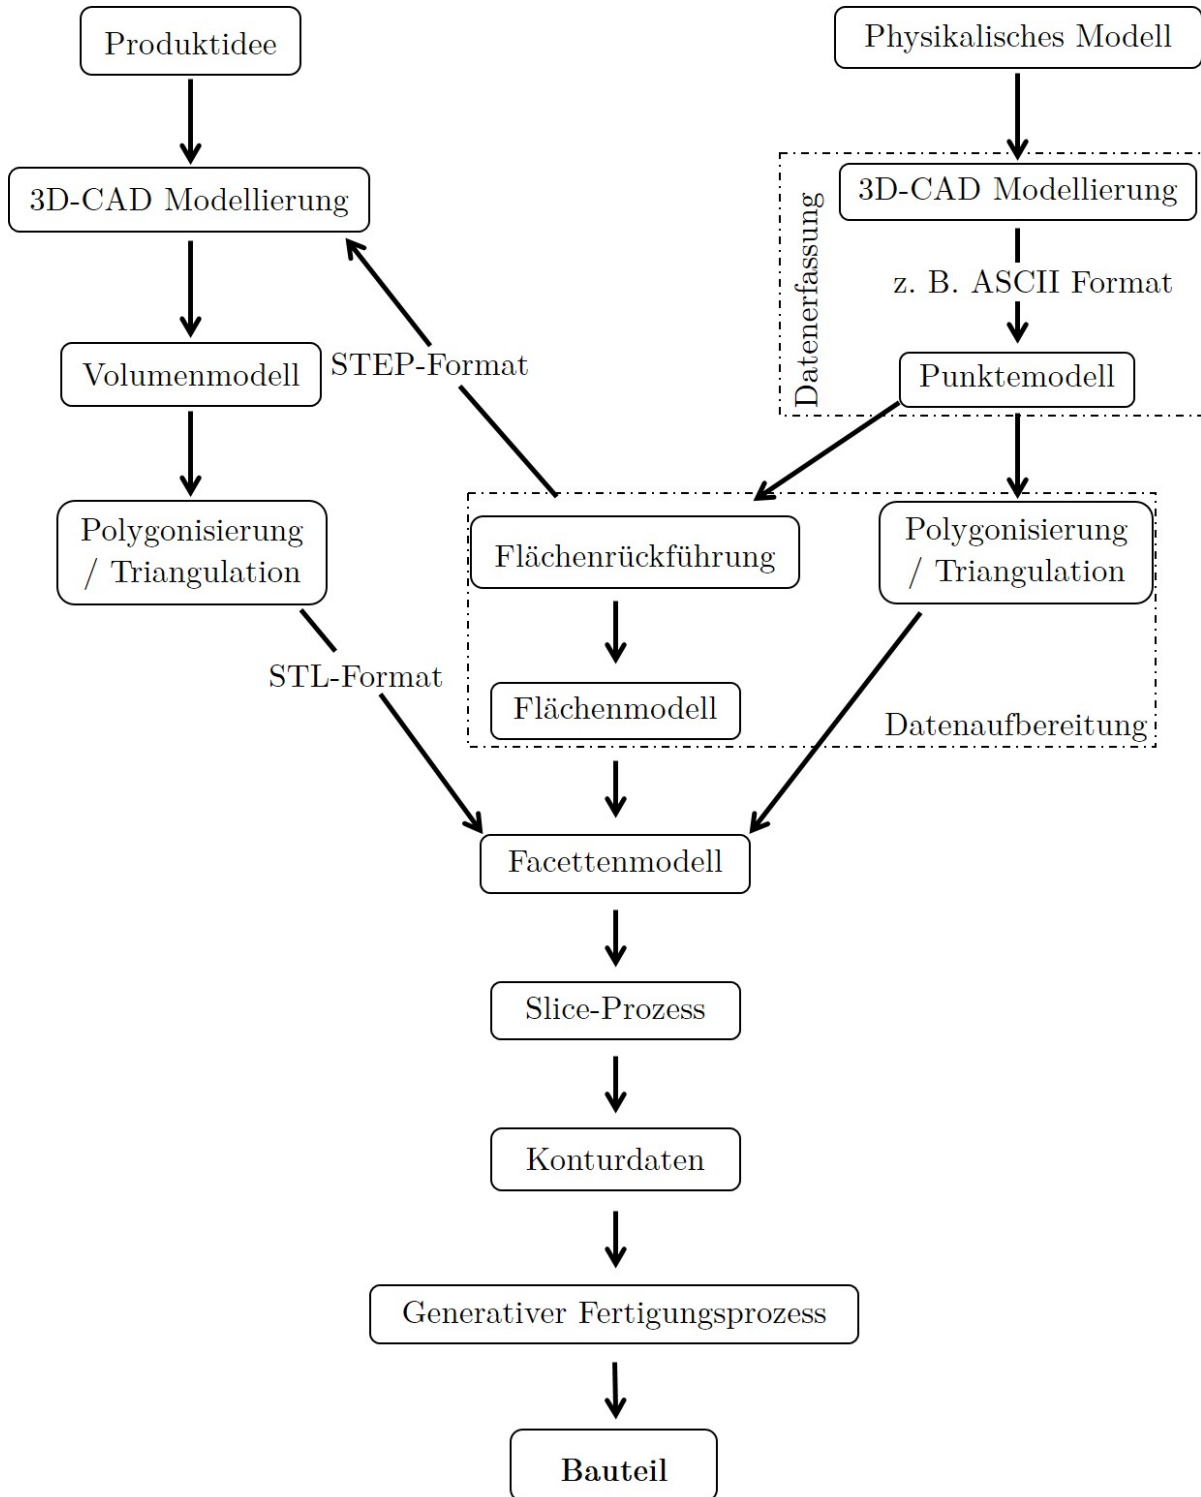 Produktidee
Physikalisches Modell
3D-CAD Modellierung
3D-CAD Modellierung
Datenerfassung
z. B. ASCII Format
Volumenmodell
STEP-Format
Punktemodell
Polygonisierung
/ Triangulation
Flächenrückführung
Polygonisierung
/ Triangulation
STL-Format
Flächenmodell
Datenaufbereitung
Facettenmodell
Slice-Prozess
Konturdaten
Generativer Fertigungsprozess
Bauteil